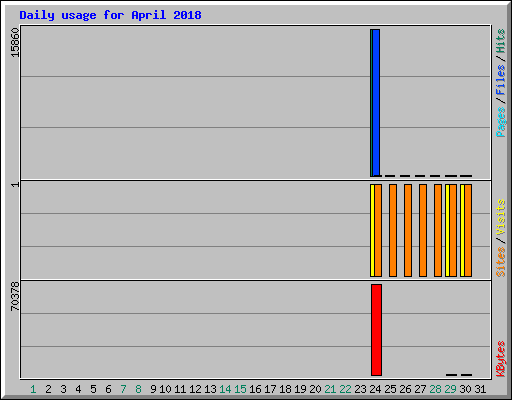 Daily usage for April 2018
15860
1
70378
Pages/Files/Hits
Sites/Visits
KBytes
1 2 3 4 5 6 7 8 9 10 11 12 13 14 15 16 17 18 19 20 21 22 23 24 25 26 27 28 29 30 31